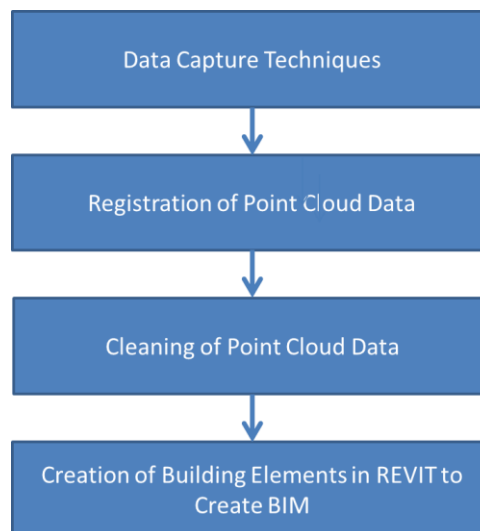 Data Capture Techniques
Registration of Point Cloud Data
Cleaning of Point Cloud Data
Creation of Building Elements in REVIT to
Create BIM